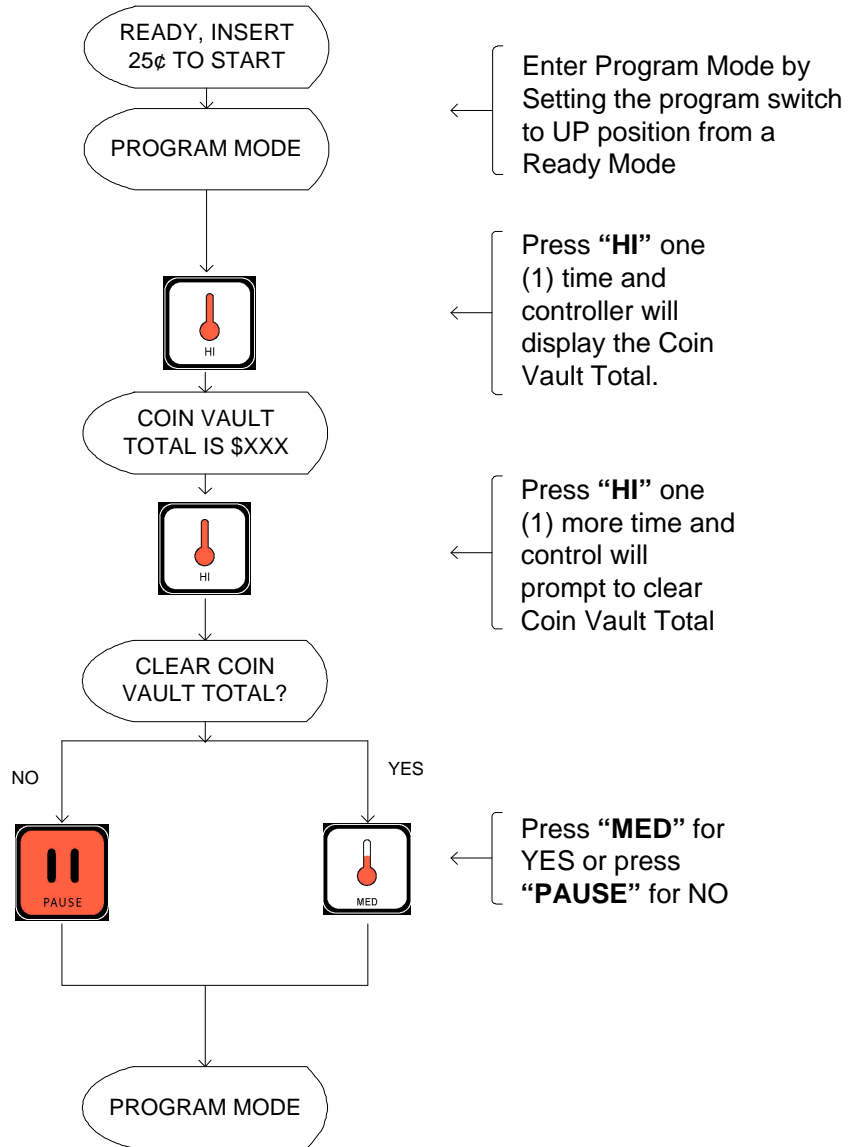 READY, INSERT
25¢ TO START
Enter Program Mode by
Setting the program switch
to UP position from a
Ready Mode
PROGRAM MODE
Press “HI” one
(1) time and
controller will
display the Coin
Vault Total.
HI
COIN VAULT
TOTAL IS $XXX
Press “HI” one
(1) more time and
control will
prompt to clear
Coin Vault Total
HI
CLEAR COIN
VAULT TOTAL?
NO
YES
Press “MED” for
YES or press
“PAUSE” for NO
PAUSE
MED
PROGRAM MODE